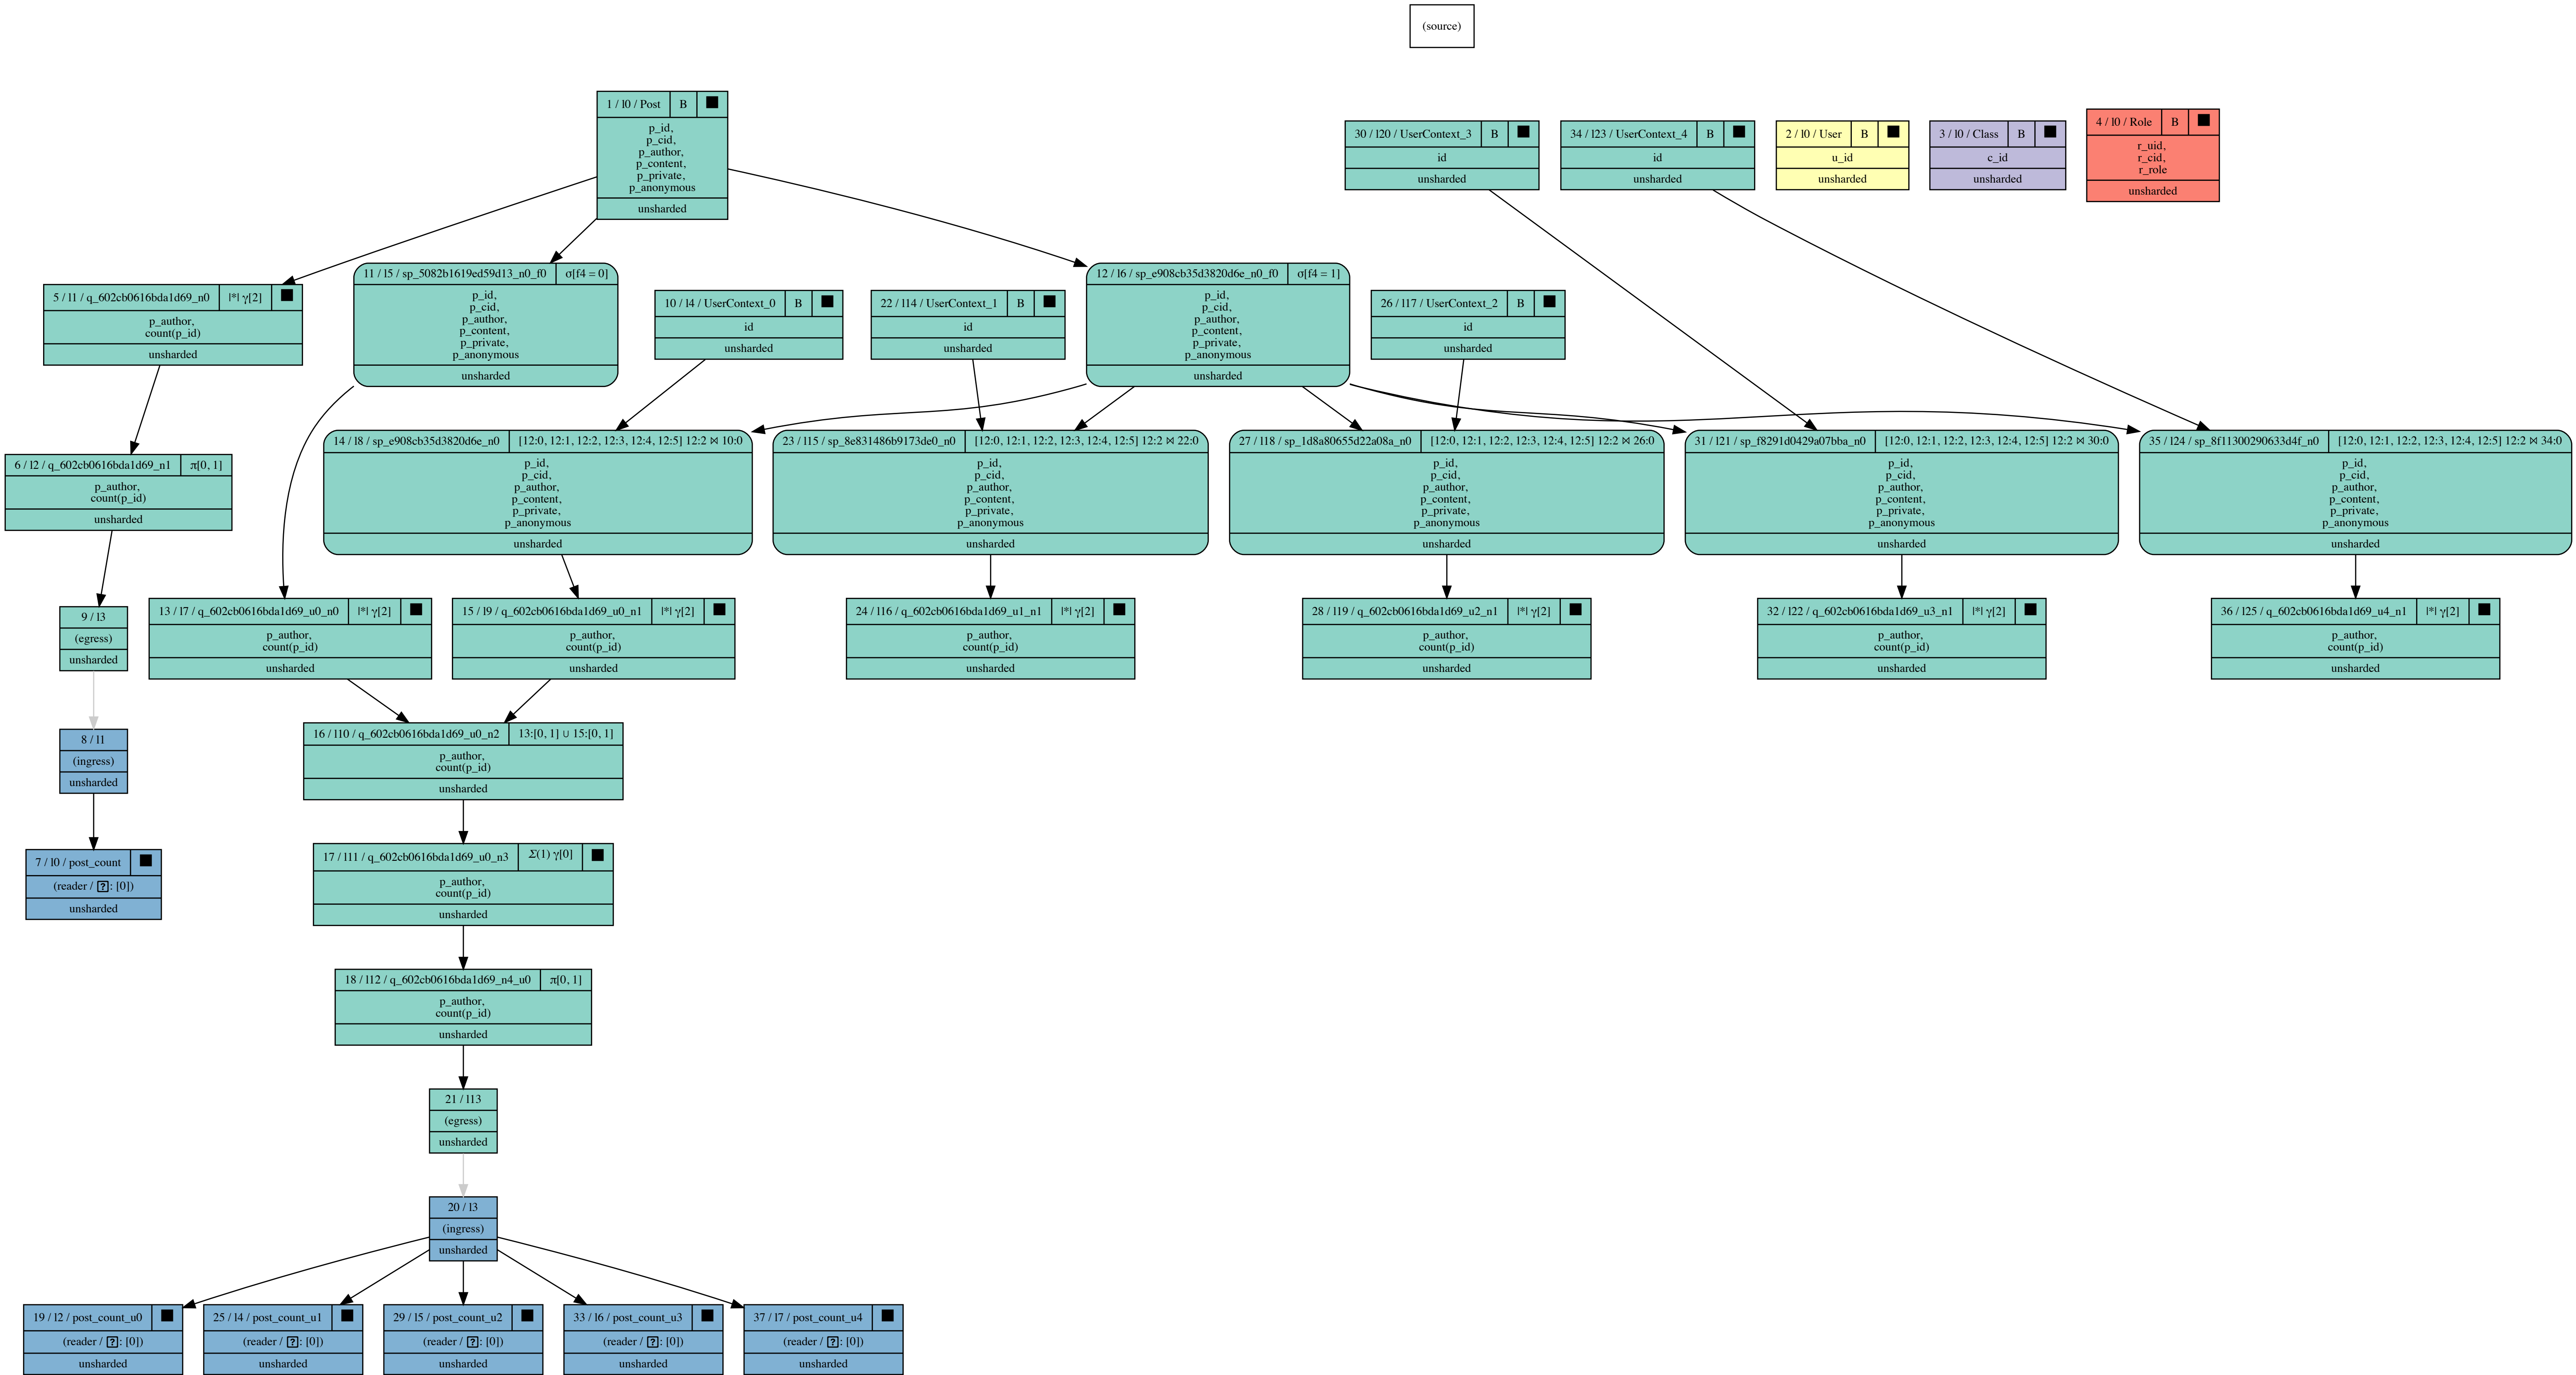 (source)
1 / l0 / Post B ■
p_id,
p_cid,
p_author,
p_content,
p_private,
p_anonymous
unsharded
30 / l20 / UserContext_3 B ■
id
unsharded
34 / l23 / UserContext_4 B ■
id
unsharded
2 / l0 / User B ■
u_id
unsharded
3 / l0 / Class B ■
c_id
unsharded
4 / l0 / Role B ■
r_uid,
r_cid,
r_role
unsharded
5 / l1 / q_602cb0616bda1d69_n0 |*| γ[2] ■
p_author,
count(p_id)
unsharded
11 / l5 / sp_5082b1619ed59d13_n0_f0 σ[f4 = 0]
p_id,
p_cid,
p_author,
p_content,
p_private,
p_anonymous
unsharded
10 / l4 / UserContext_0 B ■
id
unsharded
22 / l14 / UserContext_1 B ■
id
unsharded
12 / l6 / sp_e908cb35d3820d6e_n0_f0 σ[f4 = 1]
p_id,
p_cid,
p_author,
p_content,
p_private,
p_anonymous
unsharded
26 / l17 / UserContext_2 B ■
id
unsharded
6 / l2 / q_602cb0616bda1d69_n1 π[0, 1]
p_author,
count(p_id)
unsharded
14 / l8 / sp_e908cb35d3820d6e_n0 [12:0, 12:1, 12:2, 12:3, 12:4, 12:5] 12:2 ⋈ 10:0
p_id,
p_cid,
p_author,
p_content,
p_private,
p_anonymous
unsharded
23 / l15 / sp_8e831486b9173de0_n0 [12:0, 12:1, 12:2, 12:3, 12:4, 12:5] 12:2 ⋈ 22:0
p_id,
p_cid,
p_author,
p_content,
p_private,
p_anonymous
unsharded
27 / l18 / sp_1d8a80655d22a08a_n0 [12:0, 12:1, 12:2, 12:3, 12:4, 12:5] 12:2 ⋈ 26:0
p_id,
p_cid,
p_author,
p_content,
p_private,
p_anonymous
unsharded
31 / l21 / sp_f8291d0429a07bba_n0 [12:0, 12:1, 12:2, 12:3, 12:4, 12:5] 12:2 ⋈ 30:0
p_id,
p_cid,
p_author,
p_content,
p_private,
p_anonymous
unsharded
35 / l24 / sp_8f11300290633d4f_n0 [12:0, 12:1, 12:2, 12:3, 12:4, 12:5] 12:2 ⋈ 34:0
p_id,
p_cid,
p_author,
p_content,
p_private,
p_anonymous
unsharded
9 / l3
(egress)
unsharded
13 / l7 / q_602cb0616bda1d69_u0_n0 |*| γ[2] ■
p_author,
count(p_id)
unsharded
15 / l9 / q_602cb0616bda1d69_u0_n1 |*| γ[2] ■
p_author,
count(p_id)
unsharded
24 / l16 / q_602cb0616bda1d69_u1_n1 |*| γ[2] ■
p_author,
count(p_id)
unsharded
28 / l19 / q_602cb0616bda1d69_u2_n1 |*| γ[2] ■
p_author,
count(p_id)
unsharded
32 / l22 / q_602cb0616bda1d69_u3_n1 |*| γ[2] ■
p_author,
count(p_id)
unsharded
36 / l25 / q_602cb0616bda1d69_u4_n1 |*| γ[2] ■
p_author,
count(p_id)
unsharded
8 / l1
(ingress)
unsharded
16 / l10 / q_602cb0616bda1d69_u0_n2 13:[0, 1] ∪ 15:[0, 1]
p_author,
count(p_id)
unsharded
7 / l0 / post_count ■
(reader / ⍰: [0])
unsharded
17 / l11 / q_602cb0616bda1d69_u0_n3 Σ(1) γ[0] ■
p_author,
count(p_id)
unsharded
18 / l12 / q_602cb0616bda1d69_n4_u0 π[0, 1]
p_author,
count(p_id)
unsharded
21 / l13
(egress)
unsharded
20 / l3
(ingress)
unsharded
19 / l2 / post_count_u0 ■
(reader / ⍰: [0])
unsharded
25 / l4 / post_count_u1 ■
(reader / ⍰: [0])
unsharded
29 / l5 / post_count_u2 ■
(reader / ⍰: [0])
unsharded
33 / l6 / post_count_u3 ■
(reader / ⍰: [0])
unsharded
37 / l7 / post_count_u4 ■
(reader / ⍰: [0])
unsharded